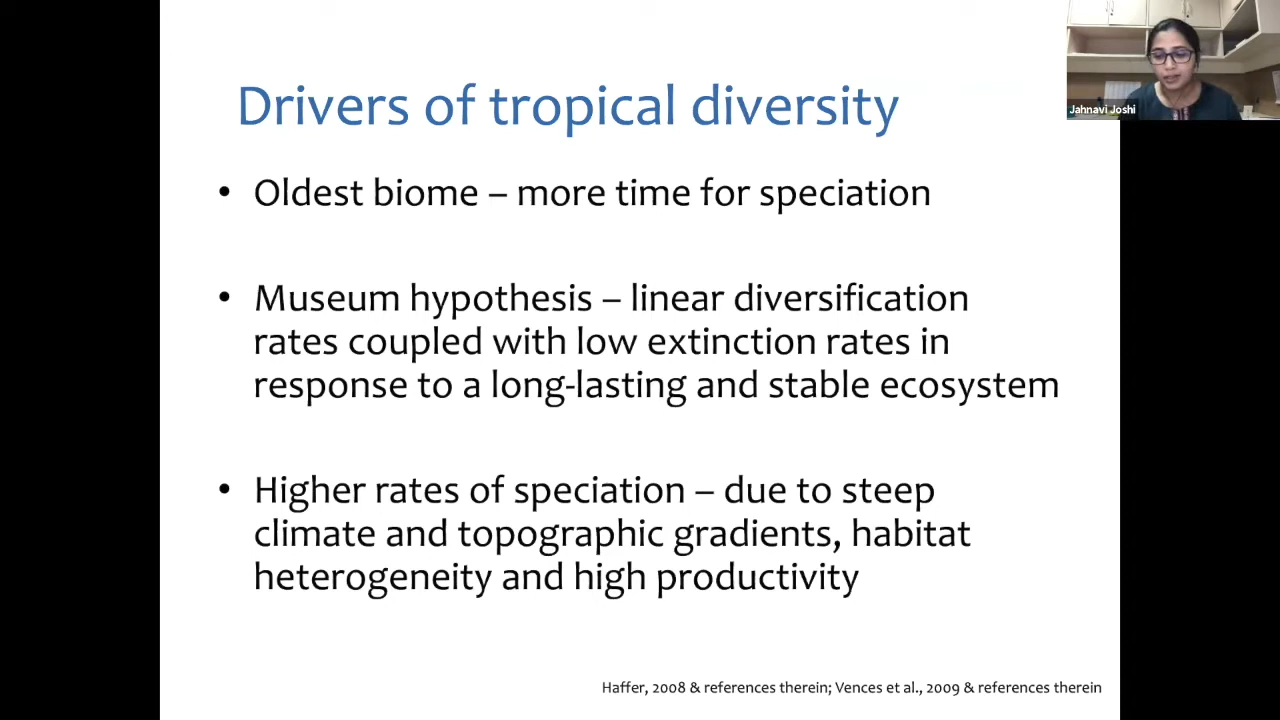 Drivers of tropical diversity
Jahnavi Joshi
• Oldest biome – more time for speciation
• Museum hypothesis – linear diversification
rates coupled with low extinction rates in
response to a long-lasting and stable ecosystem
• Higher rates of speciation – due to steep
climate and topographic gradients, habitat
heterogeneity and high productivity
Haffer, 2008 & references therein; Vences et al., 2009 & references therein